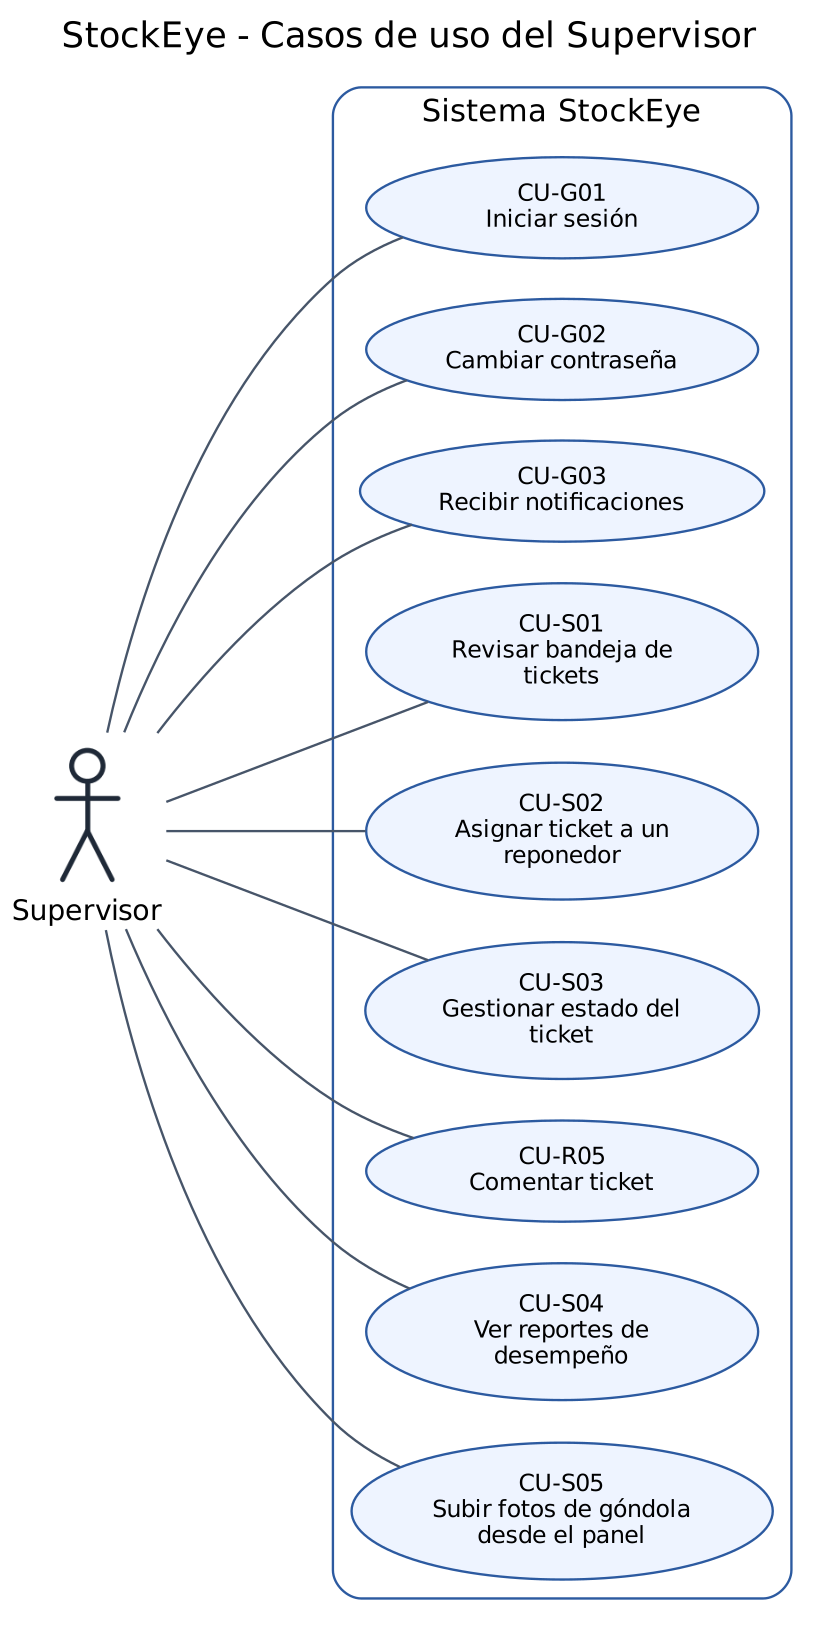 StockEye - Casos de uso del Supervisor
Sistema StockEye
CU-G01
Iniciar sesión
CU-G02
Cambiar contraseña
CU-G03
Recibir notificaciones
CU-S01
Revisar bandeja de
tickets
CU-S02
Asignar ticket a un
reponedor
Supervisor
CU-S03
Gestionar estado del
ticket
CU-R05
Comentar ticket
CU-S04
Ver reportes de
desempeño
CU-S05
Subir fotos de góndola
desde el panel